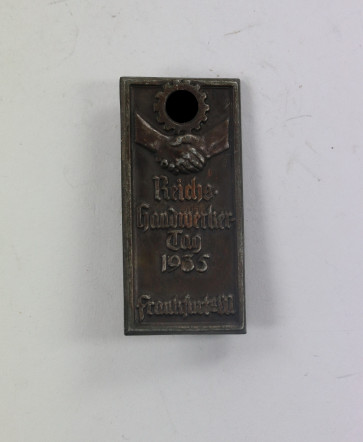 Reichs-
Handwerker-
Tag
1935
Frankfurt a/M